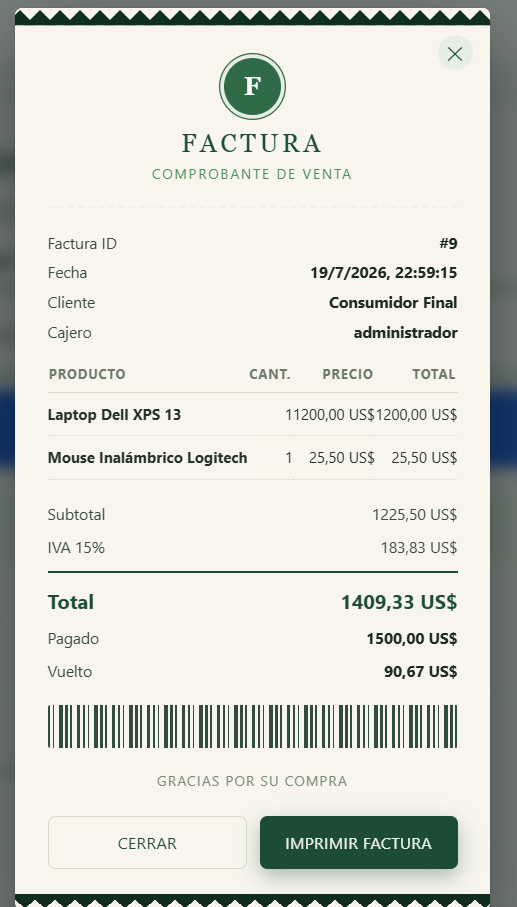 F
FACTURA
COMPROBANTE DE VENTA
Factura ID #9
Fecha 19/7/2026, 22:59:15
Cliente Consumidor Final
Cajero administrador
PRODUCTO CANT. PRECIO TOTAL
Laptop Dell XPS 13 1 1200,00 US$ 1200,00 US$
Mouse Inalámbrico Logitech 1 25,50 US$ 25,50 US$
Subtotal 1225,50 US$
IVA 15% 183,83 US$
Total 1409,33 US$
Pagado 1500,00 US$
Vuelto 90,67 US$
GRACIAS POR SU COMPRA
CERRAR IMPRIMIR FACTURA